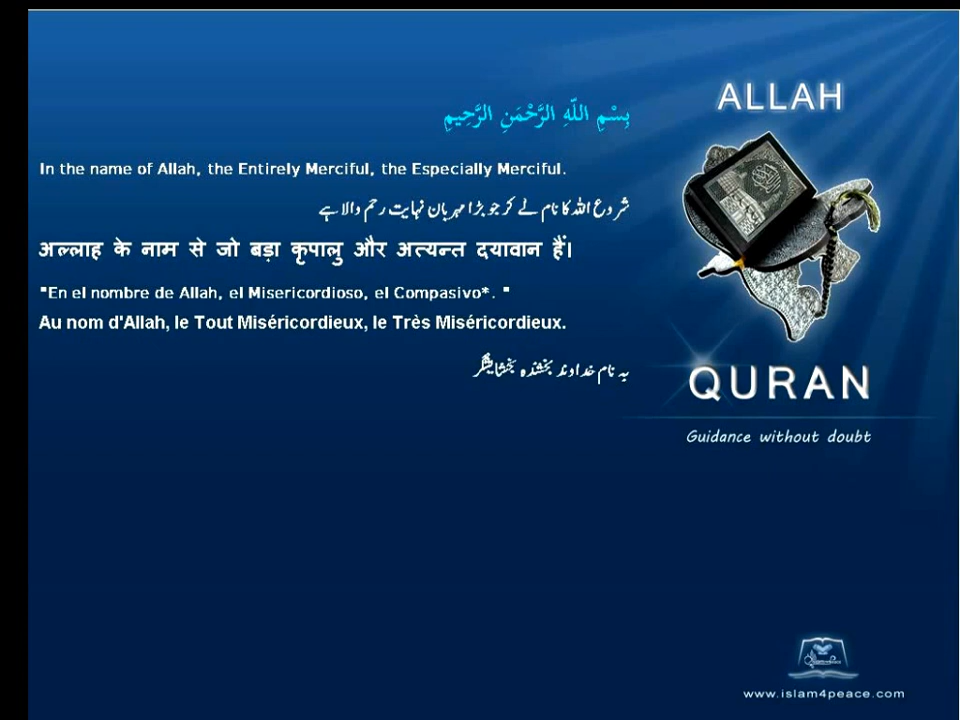 بِسْمِ اللّهِ الرَّحْمَنِ الرَّحِيمِ
In the name of Allah, the Entirely Merciful, the Especially Merciful.
شروع اللہ کا نام لے کر جو بڑا مہربان نہایت رحم والا ہے
अल्लाह के नाम से जो बड़ा कृपालु और अत्यन्त दयावान हैं।
"En el nombre de Allah, el Misericordioso, el Compasivo*. "
Au nom d'Allah, le Tout Miséricordieux, le Très Miséricordieux.
به نام خداوند بخشنده بخشایشگر
ALLAH
QURAN
Guidance without doubt
www.islam4peace.com